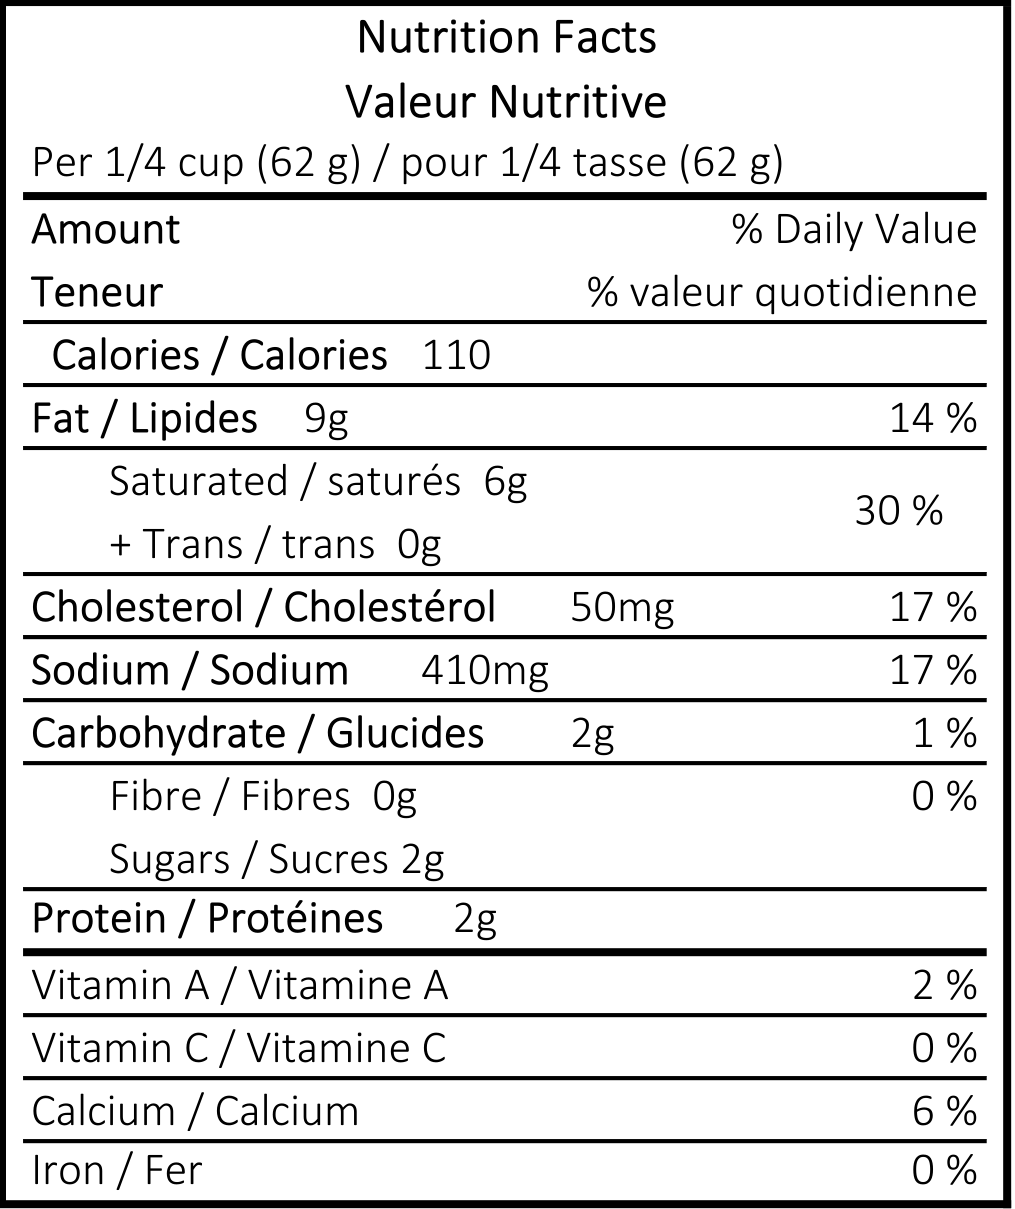 Nutrition Facts
Valeur Nutritive
Per 1/4 cup (62 g) / pour 1/4 tasse (62 g)
Amount % Daily Value
Teneur % valeur quotidienne
Calories / Calories 110
Fat / Lipides 9g 14 %
Saturated / saturés 6g
30 %
+ Trans / trans 0g
Cholesterol / Cholestérol 50mg 17 %
Sodium / Sodium 410mg 17 %
Carbohydrate / Glucides 2g 1 %
Fibre / Fibres 0g 0 %
Sugars / Sucres 2g
Protein / Protéines 2g
Vitamin A / Vitamine A 2 %
Vitamin C / Vitamine C 0 %
Calcium / Calcium 6 %
Iron / Fer 0 %